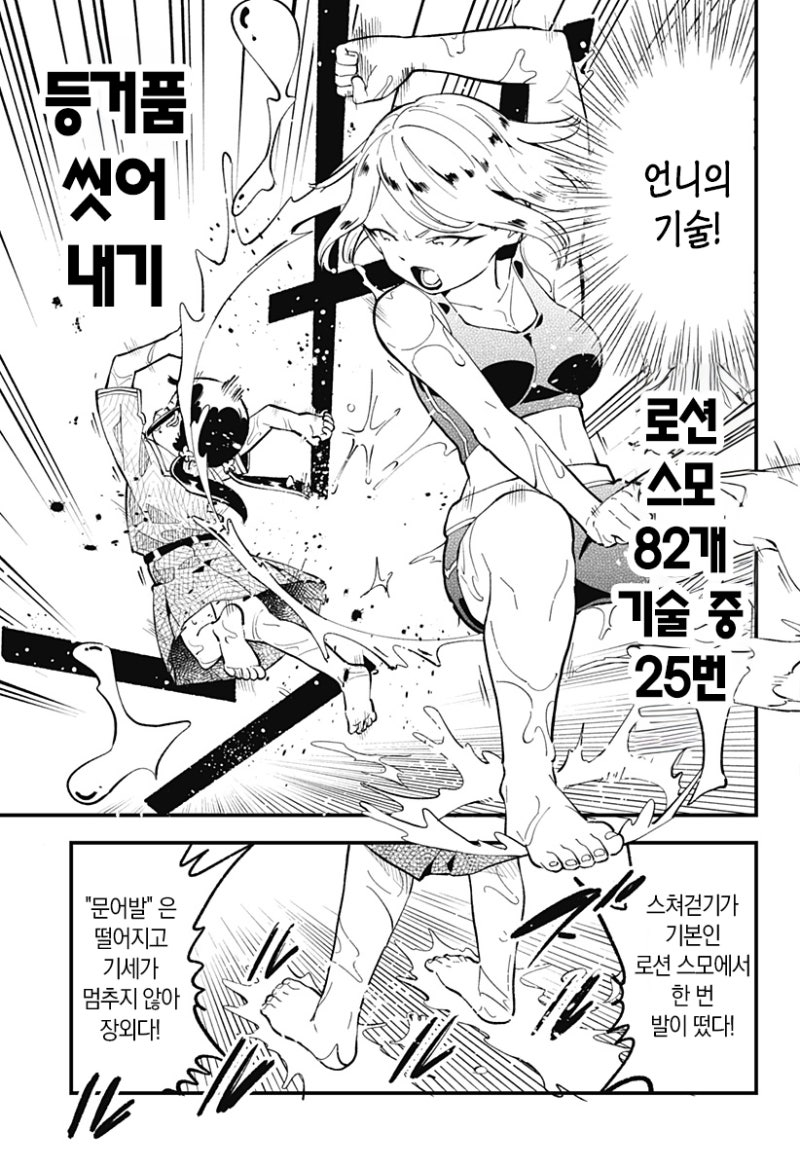 언니의
기술!
등거품
씻어
내기
로션
스모
82개
기술 중
25번
스쳐걷기가
기본인
로션 스모에서
한 번
발이 떴다!
"문어발" 은
떨어지고
기세가
멈추지 않아
장외다!